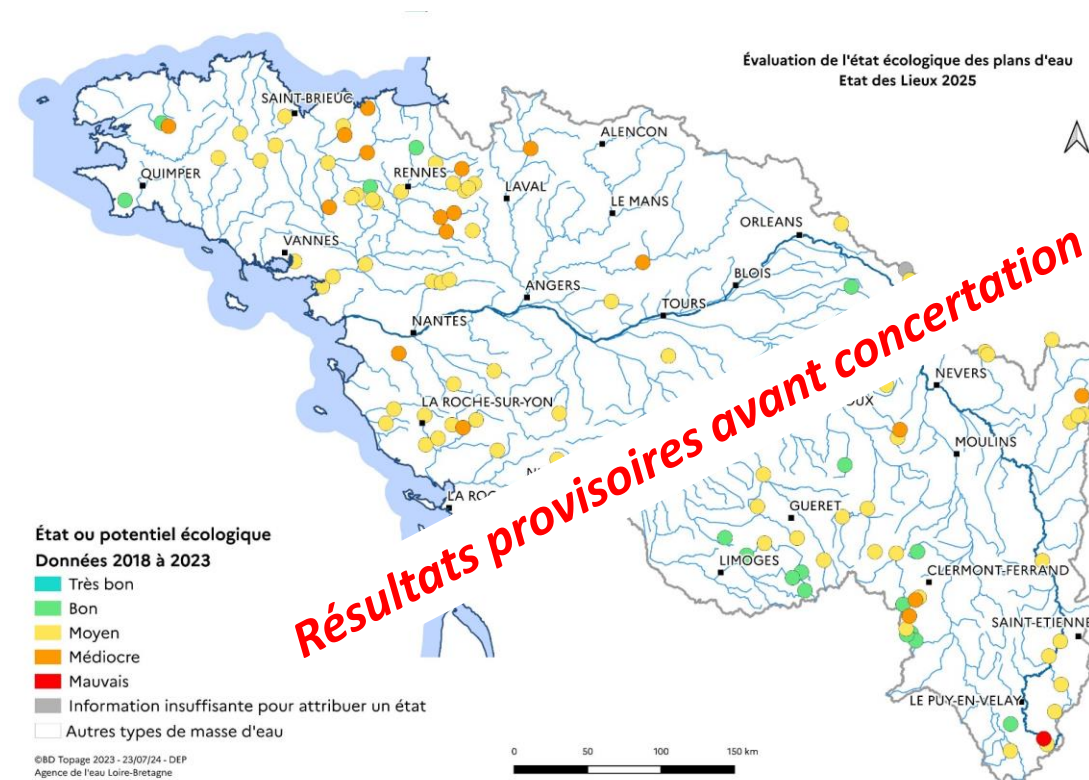 Évaluation de l'état écologique des plans d'eau
Etat des Lieux 2025
SAINT-BRIEUC
ALENCON
QUIMPER
RENNES
LAVAL
LE MANS
ORLEANS
VANNES
BLOIS
ANGERS
TOURS
NANTES
NEVERS
LA ROCHE-SUR-YON
OUX
MOULINS
LA ROC
GUERET
LIMOGES
CLERMONT-FERRAND
SAINT-ETIENNE
LE PUY-EN-VELAY
Résultats provisoires avant concertation
État ou potentiel écologique
Données 2018 à 2023
Très bon
Bon
Moyen
Médiocre
Mauvais
Information insuffisante pour attribuer un état
Autres types de masse d'eau
©BD Topage 2023 - 23/07/24 - DEP
Agence de l'eau Loire-Bretagne
0 50 100 150 km